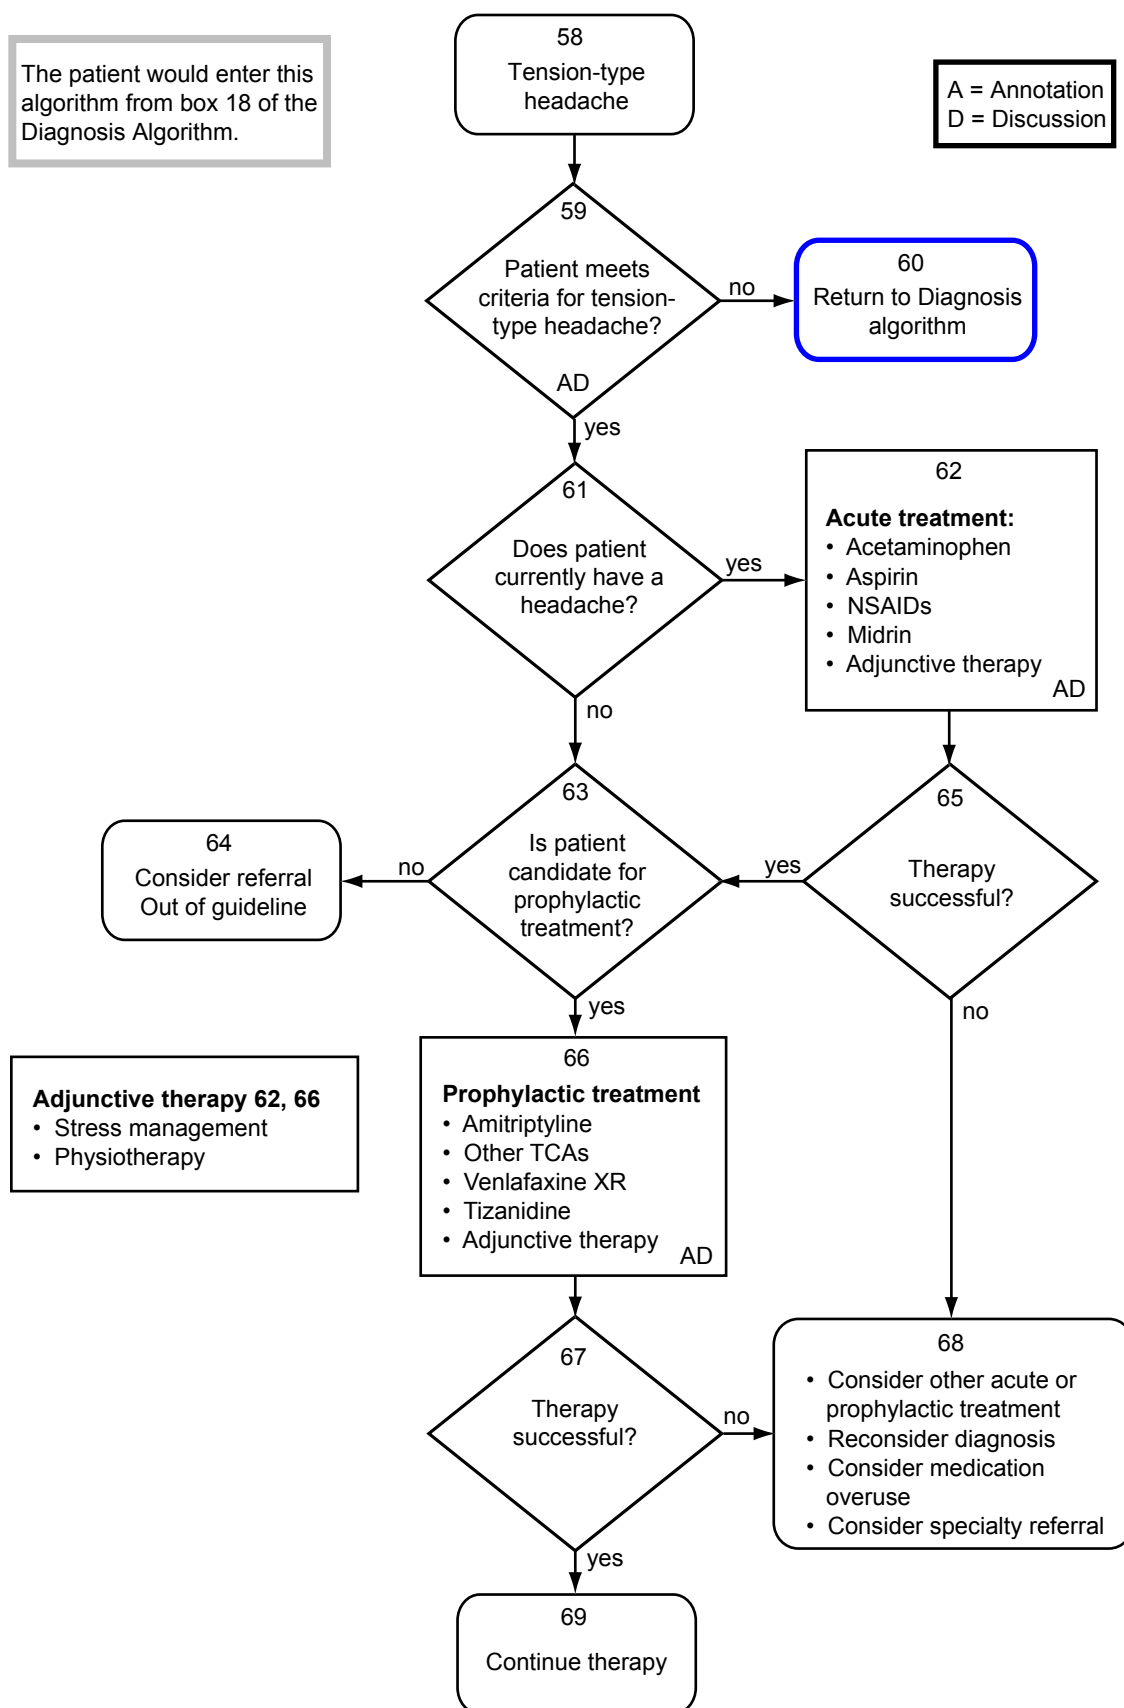 The patient would enter this
algorithm from box 18 of the
Diagnosis Algorithm.
58
Tension-type
headache
A = Annotation
D = Discussion
59
Patient meets
criteria for tension-
type headache?
AD
no
60
Return to Diagnosis
algorithm
yes
61
Does patient
currently have a
headache?
yes
62
Acute treatment:
• Acetaminophen
• Aspirin
• NSAIDs
• Midrin
• Adjunctive therapy
AD
no
63
Is patient
candidate for
prophylactic
treatment?
no
64
Consider referral
Out of guideline
65
Therapy
successful?
yes
no
yes
66
Prophylactic treatment
• Amitriptyline
• Other TCAs
• Venlafaxine XR
• Tizanidine
• Adjunctive therapy
AD
Adjunctive therapy 62, 66
• Stress management
• Physiotherapy
67
Therapy
successful?
no
68
• Consider other acute or
prophylactic treatment
• Reconsider diagnosis
• Consider medication
overuse
• Consider specialty referral
yes
69
Continue therapy